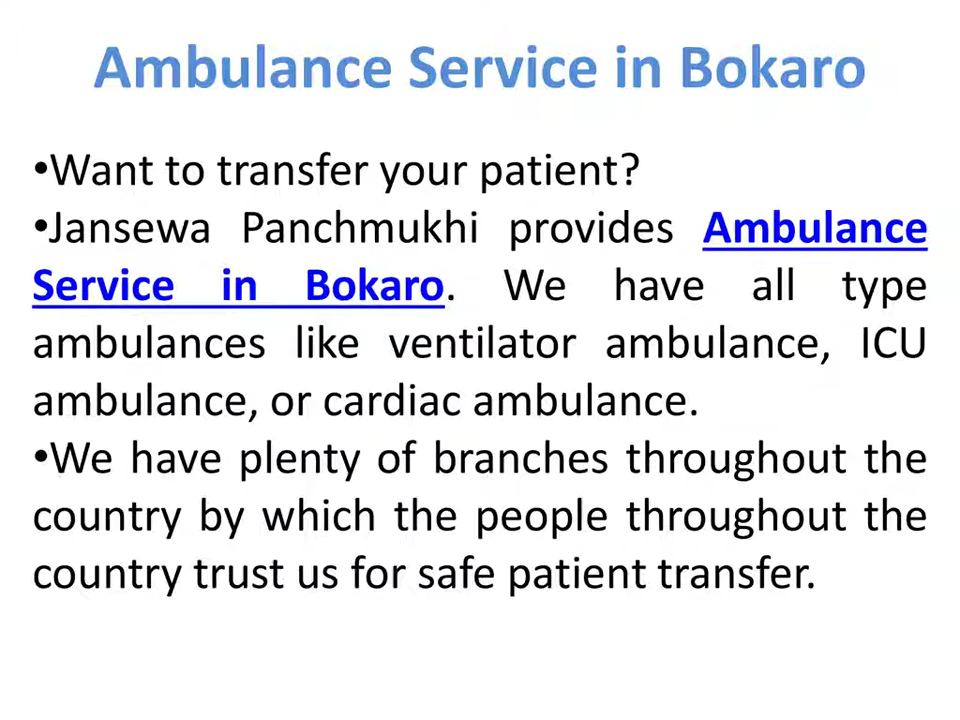 Ambulance Service in Bokaro
•Want to transfer your patient?
•Jansewa Panchmukhi provides Ambulance
Service in Bokaro. We have all type
ambulances like ventilator ambulance, ICU
ambulance, or cardiac ambulance.
•We have plenty of branches throughout the
country by which the people throughout the
country trust us for safe patient transfer.